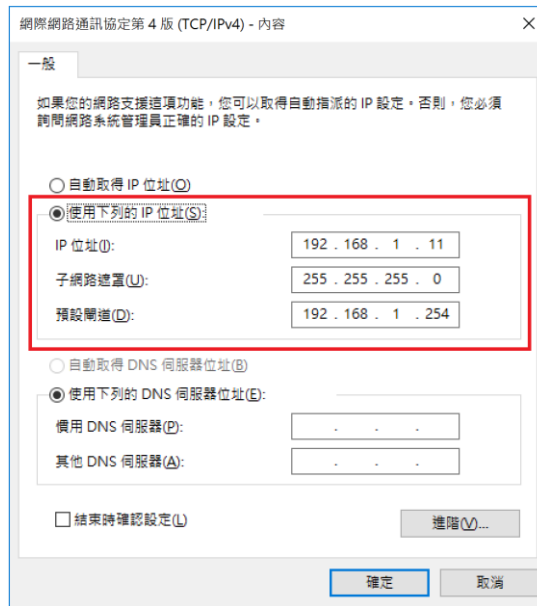 網際網路通訊協定第 4 版 (TCP/IPv4) - 內容
一般
如果您的網路支援這項功能，您可以取得自動指派的 IP 設定。否則，您必須
詢問網路系統管理員正確的 IP 設定。
自動取得 IP 位址(O)
使用下列的 IP 位址(S):
IP 位址(I): 192 . 168 . 1 . 11
子網路遮罩(U): 255 . 255 . 255 . 0
預設閘道(D): 192 . 168 . 1 . 254
自動取得 DNS 伺服器位址(B)
使用下列的 DNS 伺服器位址(E):
慣用 DNS 伺服器(P): . . .
其他 DNS 伺服器(A): . . .
結束時確認設定(L)
進階(V)...
確定
取消